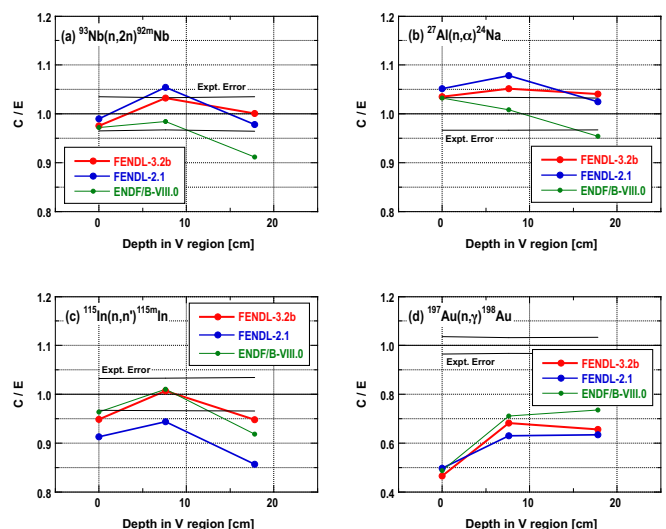 (a) ⁹³Nb(n,2n)⁹²ᵐNb
C / E
1.2
1.1
1.0
0.9
0.8
Expt. Error
FENDL-3.2b
FENDL-2.1
ENDF/B-VIII.0
0 10 20
Depth in V region [cm]
(b) ²⁷Al(n,α)²⁴Na
C / E
1.2
1.1
1.0
0.9
0.8
Expt. Error
FENDL-3.2b
FENDL-2.1
ENDF/B-VIII.0
0 10 20
Depth in V region [cm]
(c) ¹¹⁵In(n,n')¹¹⁵ᵐIn
C / E
1.2
1.1
1.0
0.9
0.8
FENDL-3.2b
FENDL-2.1
ENDF/B-VIII.0
Expt. Error
0 10 20
Depth in V region [cm]
(d) ¹⁹⁷Au(n,γ)¹⁹⁸Au
C / E
1.2
1.0
0.8
0.6
0.4
Expt. Error
FENDL-3.2b
FENDL-2.1
ENDF/B-VIII.0
0 10 20
Depth in V region [cm]